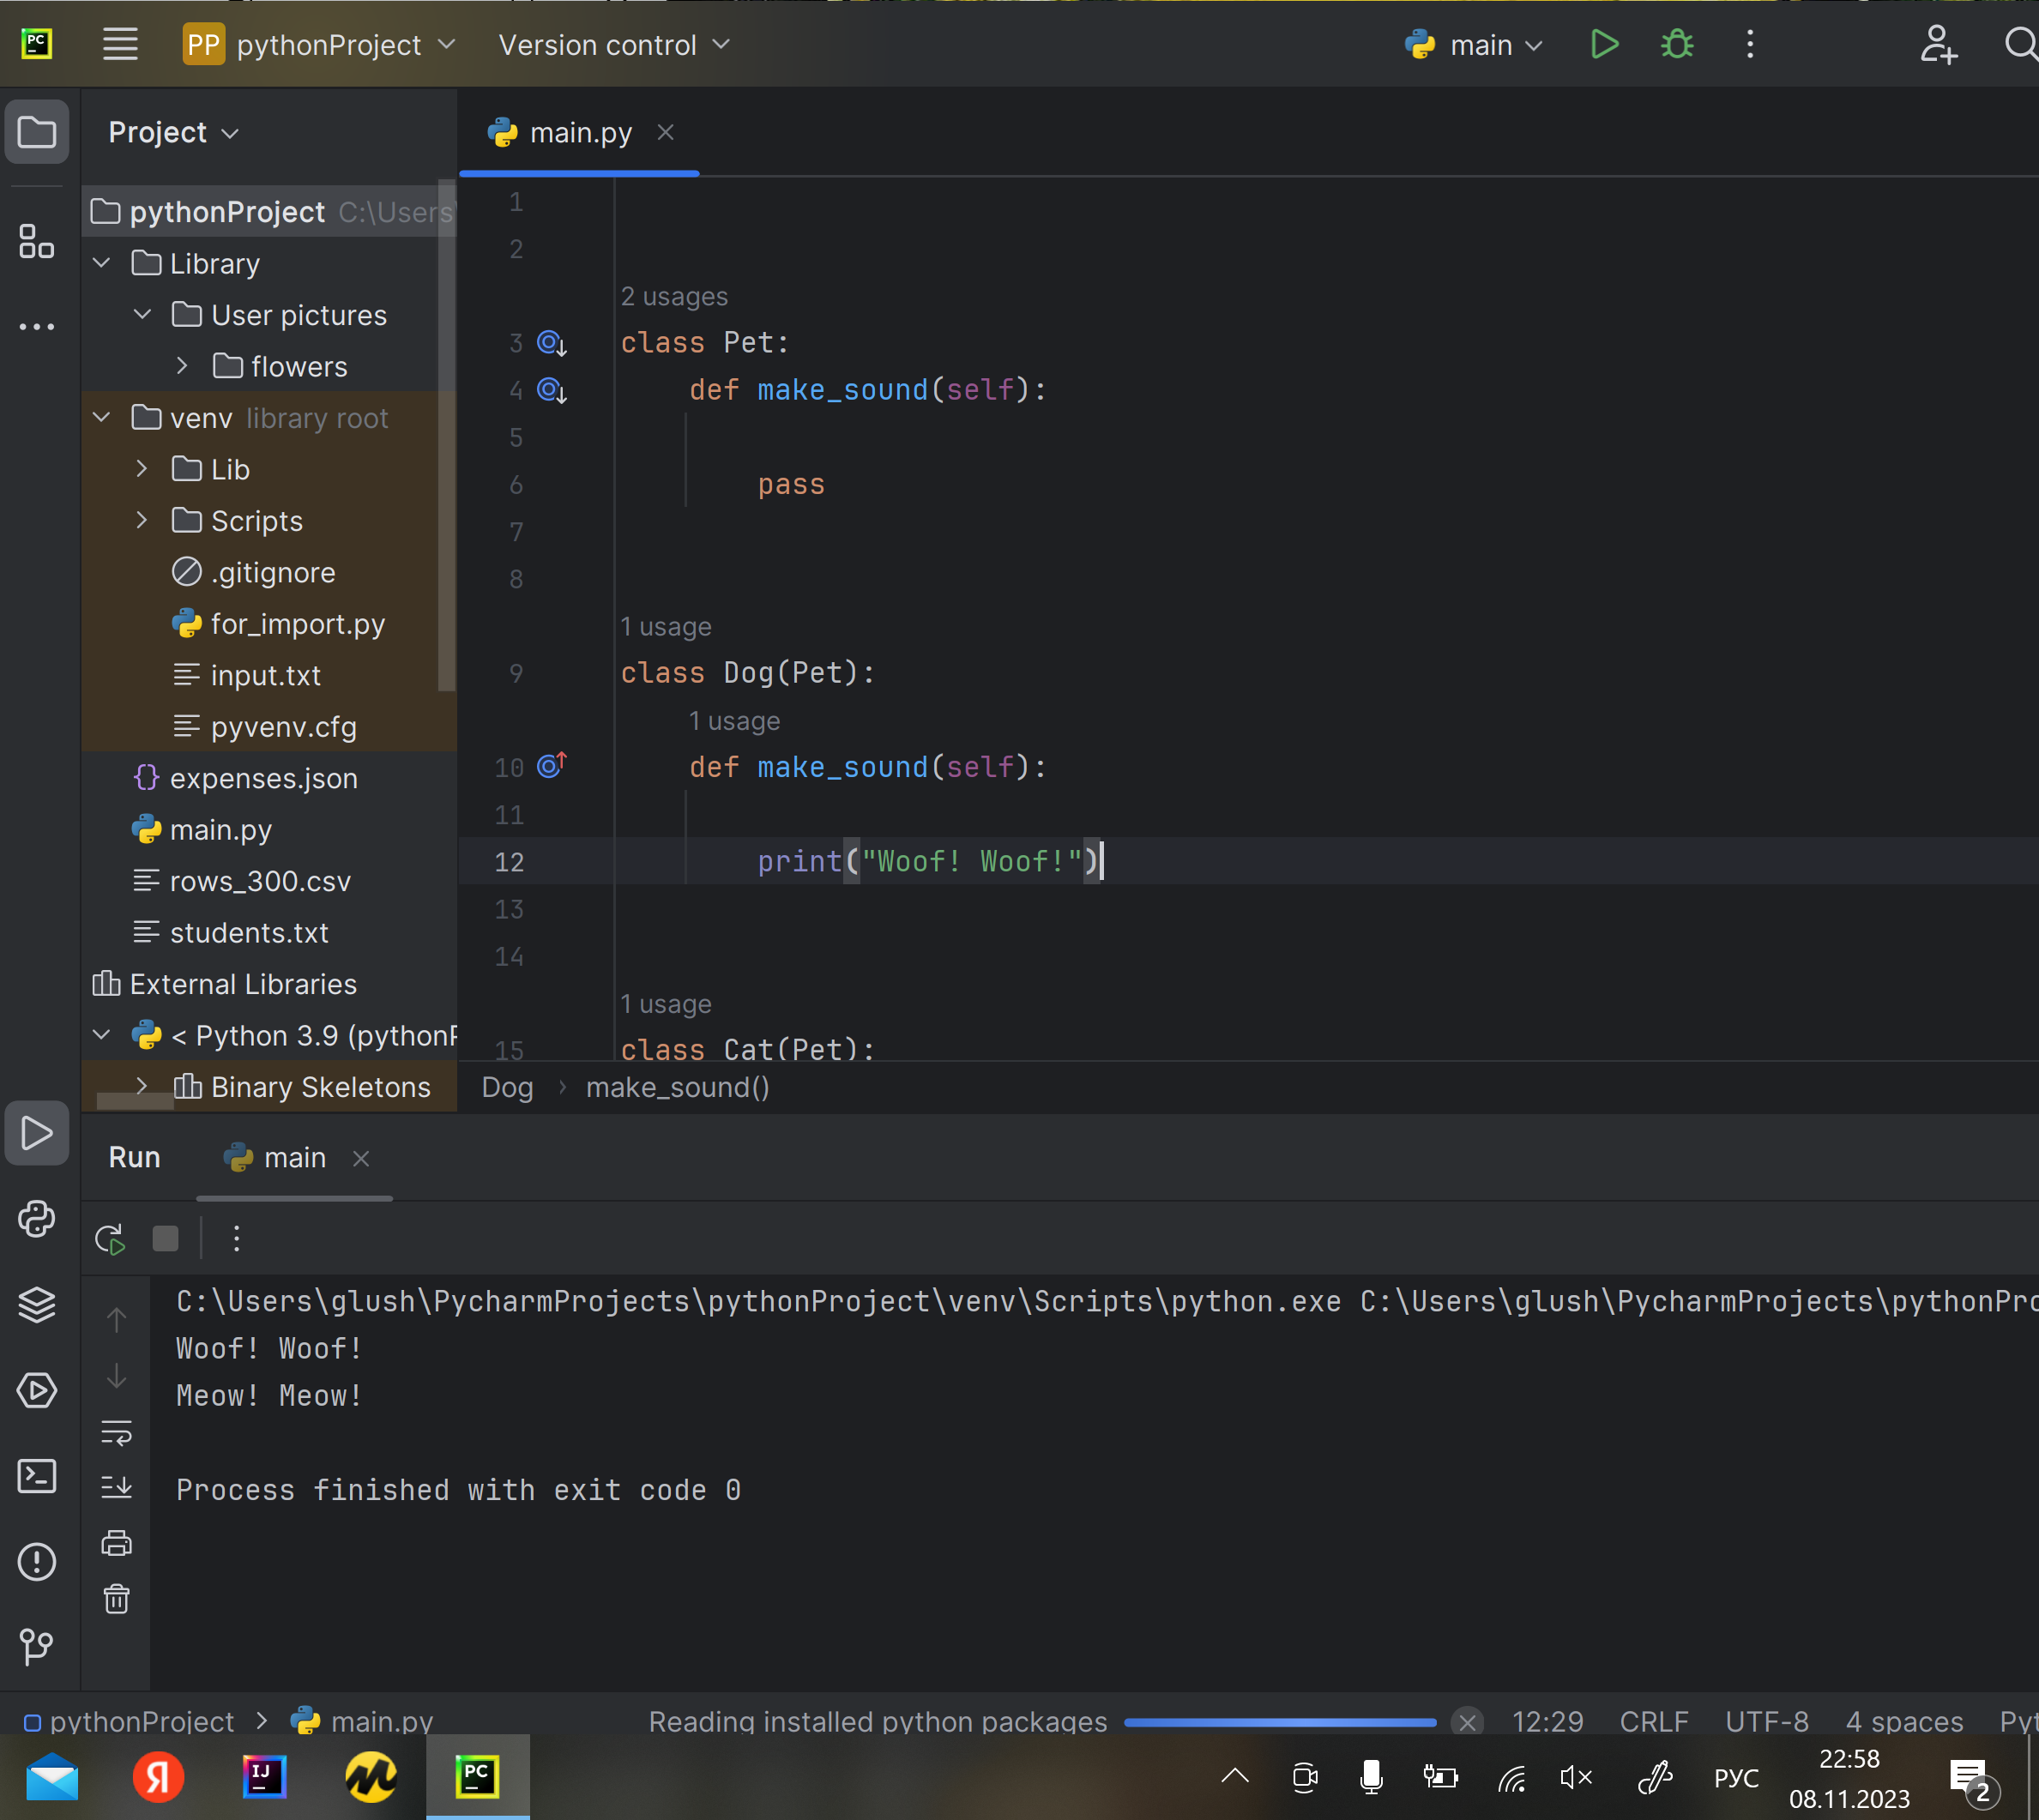 PC
PP pythonProject
Version control
main
Project
main.py
pythonProject C:\Users
Library
User pictures
flowers
venv library root
Lib
Scripts
.gitignore
for_import.py
input.txt
pyvenv.cfg
expenses.json
main.py
rows_300.csv
students.txt
External Libraries
< Python 3.9 (pythonP
Binary Skeletons
1
2
2 usages
3 class Pet:
4 def make_sound(self):
5
6 pass
7
8
1 usage
9 class Dog(Pet):
1 usage
10 def make_sound(self):
11
12 print("Woof! Woof!")
13
14
1 usage
15 class Cat(Pet):
Dog > make_sound()
Run
main
C:\Users\glush\PycharmProjects\pythonProject\venv\Scripts\python.exe C:\Users\glush\PycharmProjects\pythonPro
Woof! Woof!
Meow! Meow!
Process finished with exit code 0
pythonProject > main.py
Reading installed python packages
12:29 CRLF UTF-8 4 spaces Pyt
Я
IJ
PC
РУС
22:58
08.11.2023
2